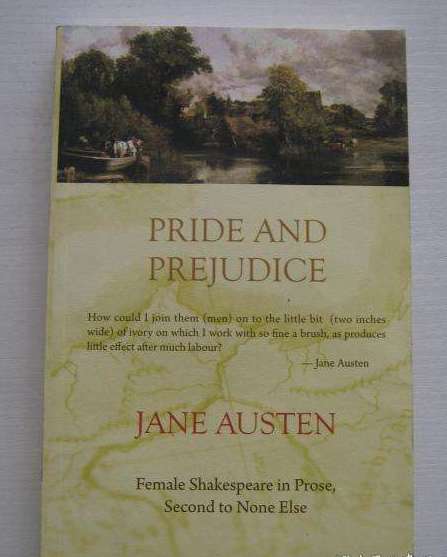 PRIDE AND
PREJUDICE
How could I join them (men) on to the little bit (two inches
wide) of ivory on which I work with so fine a brush, as produces
little effect after much labour?
— Jane Austen
JANE AUSTEN
Female Shakespeare in Prose,
Second to None Else